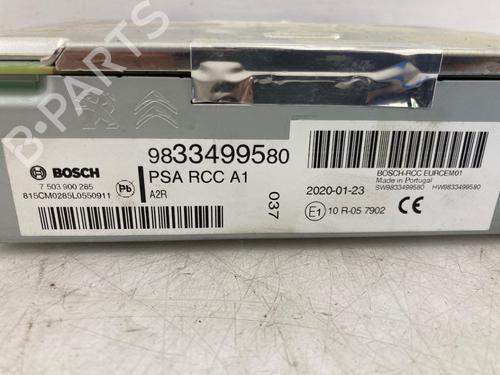 B-PARTS
BOSCH
7 503 900 285
815CM0285L0550911
Pb
9833499580
PSA RCC A1
A2R
037
BOSCH-RCC EURCEM01
Made in Portugal
2020-01-23
SW9833499580 HW9833499580
E1 10 R-05 7902 CE